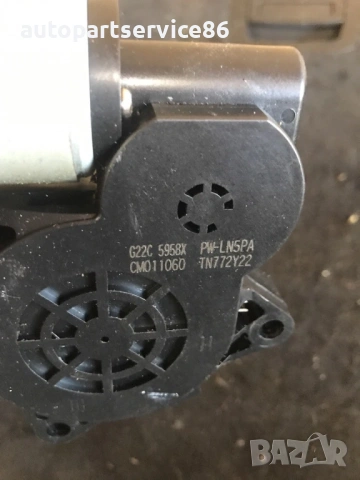 autopartservice86
G22C 5958X PW-LN5PA
CM011060 TN772Y22
BAZAR